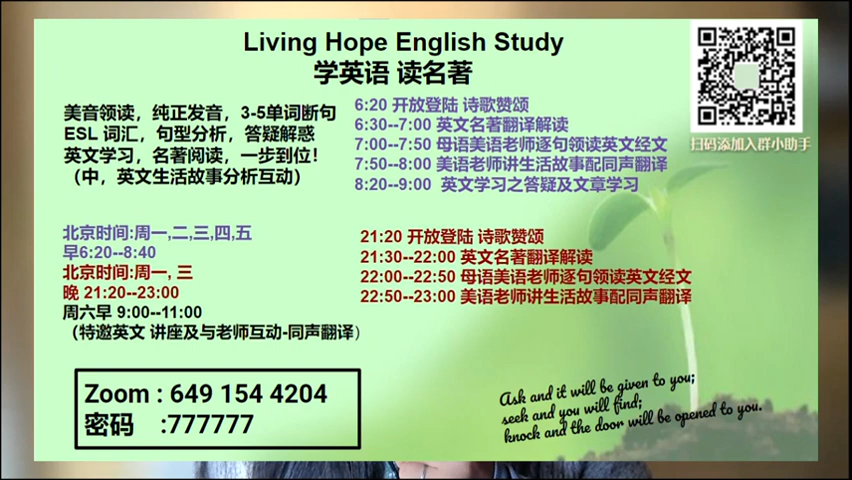 Living Hope English Study
学英语 读名著
美音领读，纯正发音，3-5单词断句
ESL 词汇，句型分析，答疑解惑
英文学习，名著阅读，一步到位！
（中，英文生活故事分析互动）
6:20 开放登陆 诗歌赞颂
6:30--7:00 英文名著翻译解读
7:00--7:50 母语美语老师逐句领读英文经文
7:50--8:00 美语老师讲生活故事配同声翻译
8:20--9:00 英文学习之答疑及文章学习
扫码添加入群小助手
北京时间:周一,二,三,四,五
早6:20--8:40
北京时间:周一, 三
晚 21:20--23:00
周六早 9:00--11:00
（特邀英文 讲座及与老师互动-同声翻译）
21:20 开放登陆 诗歌赞颂
21:30--22:00 英文名著翻译解读
22:00--22:50 母语美语老师逐句领读英文经文
22:50--23:00 美语老师讲生活故事配同声翻译
Zoom : 649 154 4204
密码 :777777
Ask and it will be given to you;
seek and you will find;
knock and the door will be opened to you.